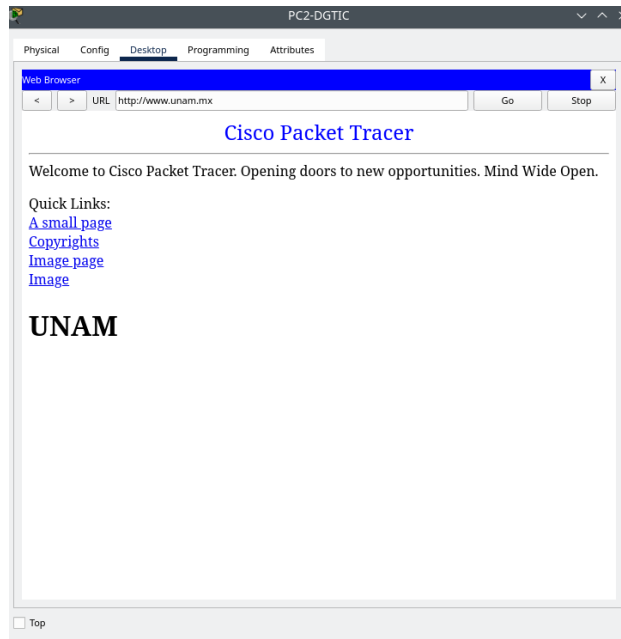 PC2-DGTIC
Physical Config Desktop Programming Attributes
Web Browser X
< > URL http://www.unam.mx Go Stop
Cisco Packet Tracer
Welcome to Cisco Packet Tracer. Opening doors to new opportunities. Mind Wide Open.
Quick Links:
A small page
Copyrights
Image page
Image
UNAM
Top